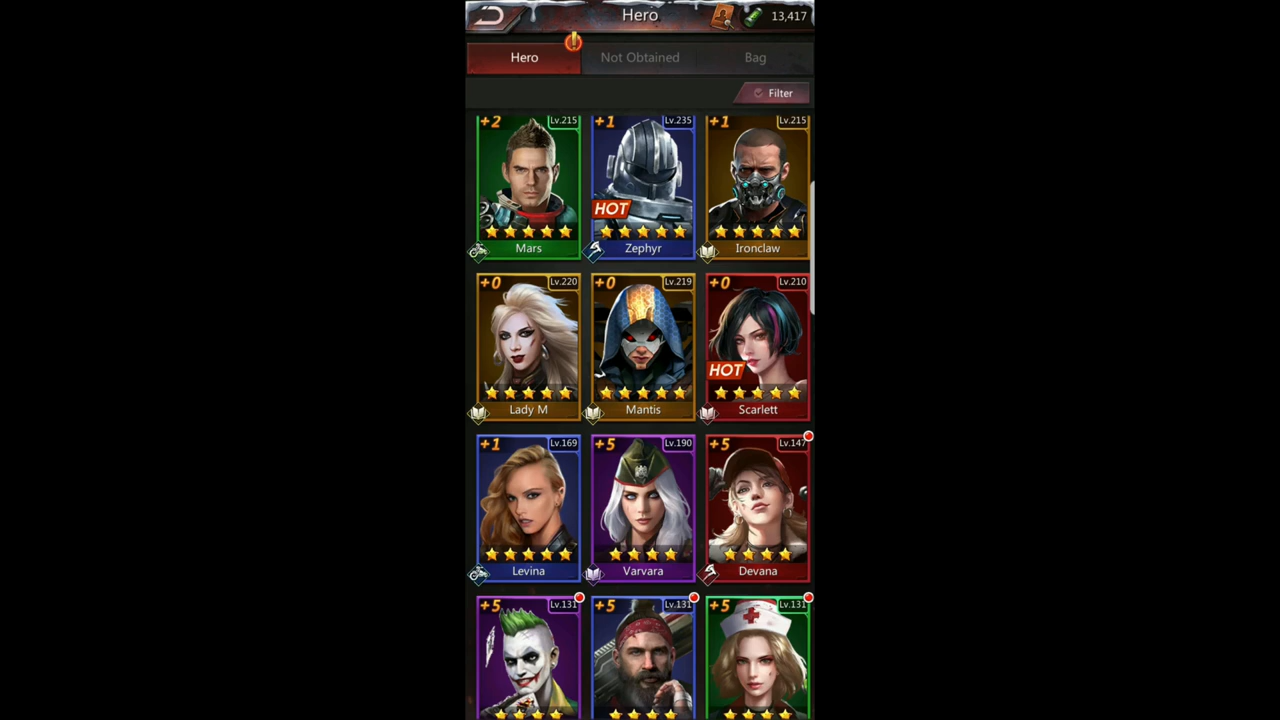 Hero
13,417
Hero
Not Obtained
Bag
Filter
+2 Lv.215
+1 Lv.235
+1 Lv.215
HOT
Mars
Zephyr
Ironclaw
+0 Lv.220
+0 Lv.219
+0 Lv.210
HOT
Lady M
Mantis
Scarlett
+1 Lv.169
+5 Lv.190
+5 Lv.147
Levina
Varvara
Devana
+5 Lv.131
+5 Lv.131
+5 Lv.131